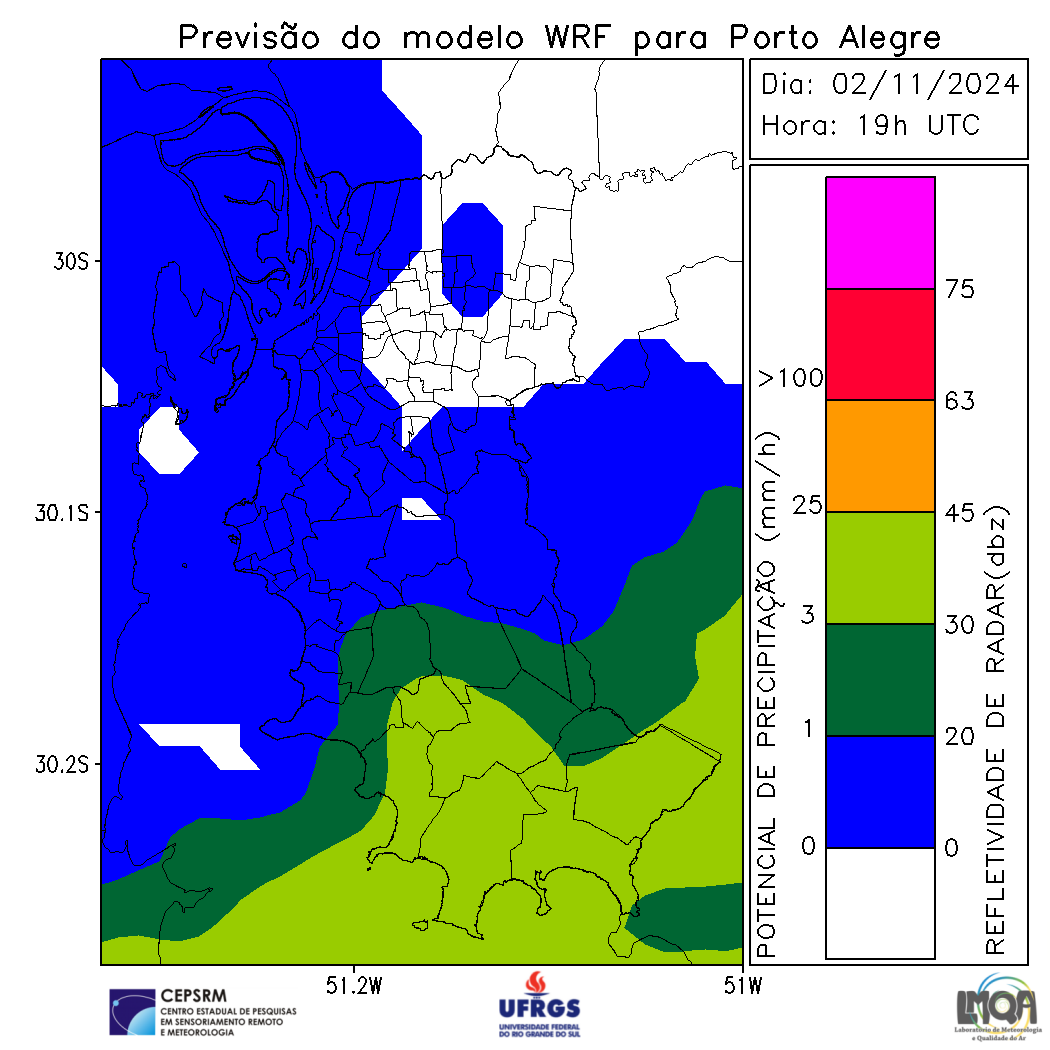 Previsão do modelo WRF para Porto Alegre
Dia: 02/11/2024
Hora: 19h UTC
30S
30.1S
30.2S
51.2W
51W
POTENCIAL DE PRECIPITAÇÃO (mm/h)
>100
25
3
1
0
75
63
45
30
20
0
REFLETIVIDADE DE RADAR(dbz)
CEPSRM
CENTRO ESTADUAL DE PESQUISAS
EM SENSORIAMENTO REMOTO
E METEOROLOGIA
UFRGS
UNIVERSIDADE FEDERAL
DO RIO GRANDE DO SUL
LMQA
Laboratório de Meteorologia
e Qualidade do Ar